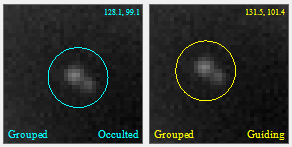 128.1, 99.1
Grouped Occulted
131.5, 101.4
Grouped Guiding